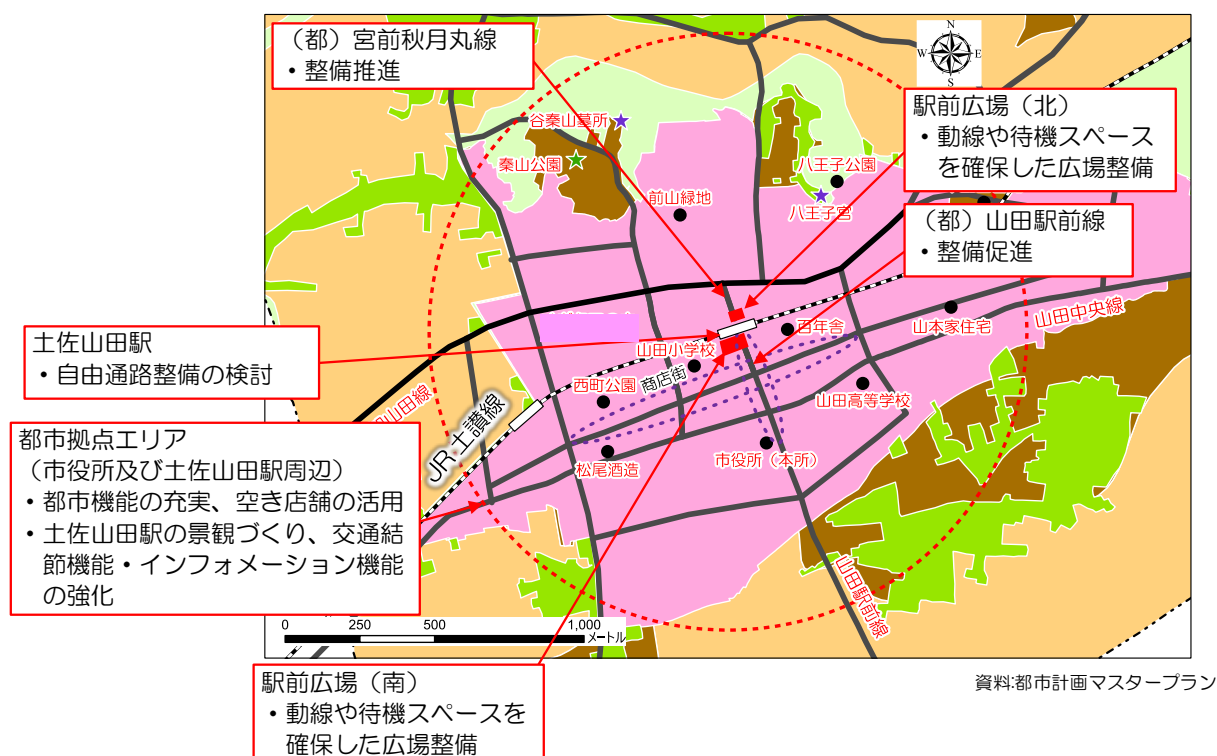 （都）宮前秋月丸線
・整備推進
N
W
E
S
駅前広場（北）
・動線や待機スペース
を確保した広場整備
谷秦山墓所
秦山公園
八王子公園
前山緑地
八王子宮
（都）山田駅前線
・整備促進
土佐山田駅
・自由通路整備の検討
百年舎
山本家住宅
山田中央線
山田小学校
商店街
西町公園
山田高等学校
山田線
JR 土讃線
松尾酒造
市役所（本所）
都市拠点エリア
（市役所及び土佐山田駅周辺）
・都市機能の充実、空き店舗の活用
・土佐山田駅の景観づくり、交通結
節機能・インフォメーション機能
の強化
山田駅前線
0 250 500 1,000
メートル
駅前広場（南）
・動線や待機スペースを
確保した広場整備
資料:都市計画マスタープラン